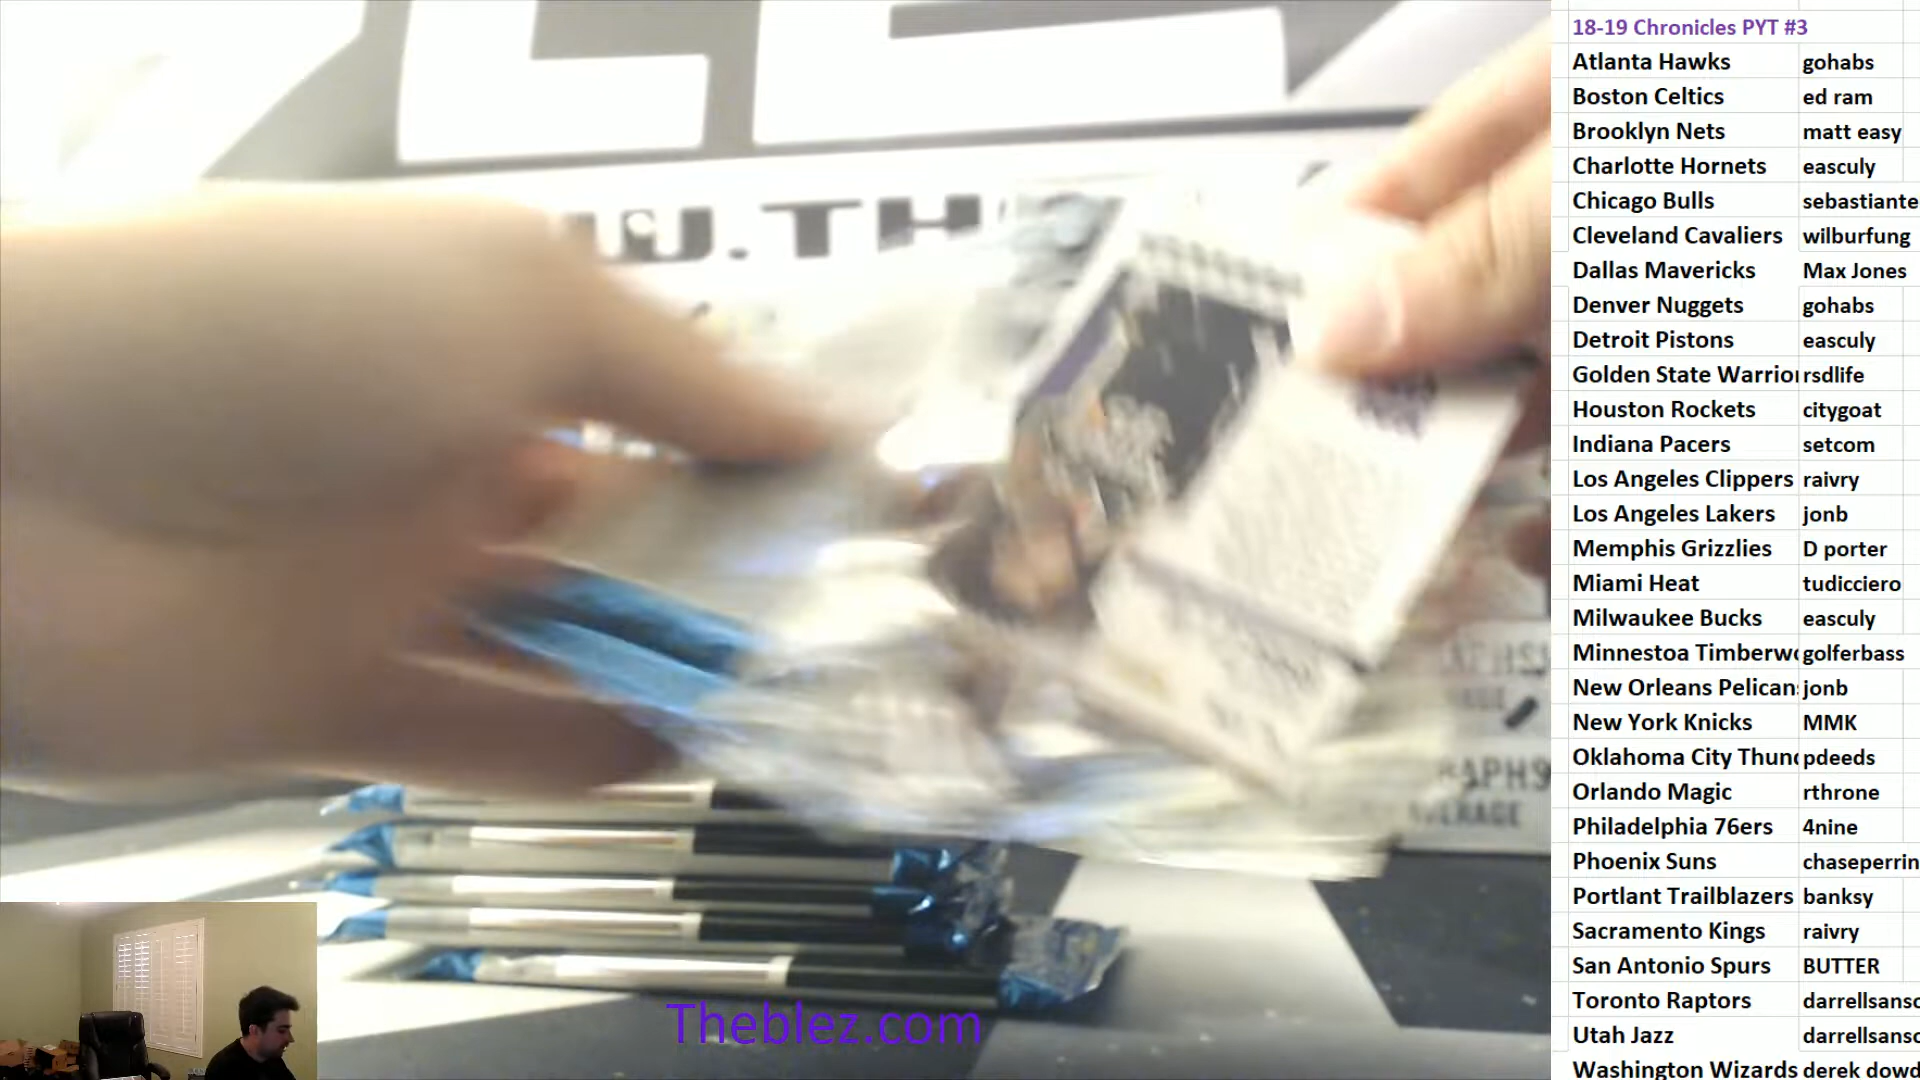 18-19 Chronicles PYT #3
Atlanta Hawks gohabs
Boston Celtics ed ram
Brooklyn Nets matt easy
Charlotte Hornets easculy
Chicago Bulls sebastiante
Cleveland Cavaliers wilburfung
Dallas Mavericks Max Jones
Denver Nuggets gohabs
Detroit Pistons easculy
Golden State Warrior rsdlife
Houston Rockets citygoat
Indiana Pacers setcom
Los Angeles Clippers raivry
Los Angeles Lakers jonb
Memphis Grizzlies D porter
Miami Heat tudicciero
Milwaukee Bucks easculy
Minnestoa Timberwo golferbass
New Orleans Pelicans jonb
New York Knicks MMK
Oklahoma City Thund pdeeds
Orlando Magic rthrone
Philadelphia 76ers 4nine
Phoenix Suns chaseperrin
Portlant Trailblazers banksy
Sacramento Kings raivry
San Antonio Spurs BUTTER
Toronto Raptors darrellsanso
Utah Jazz darrellsanso
Washington Wizards derek dowd
W.TH
Theblez.com